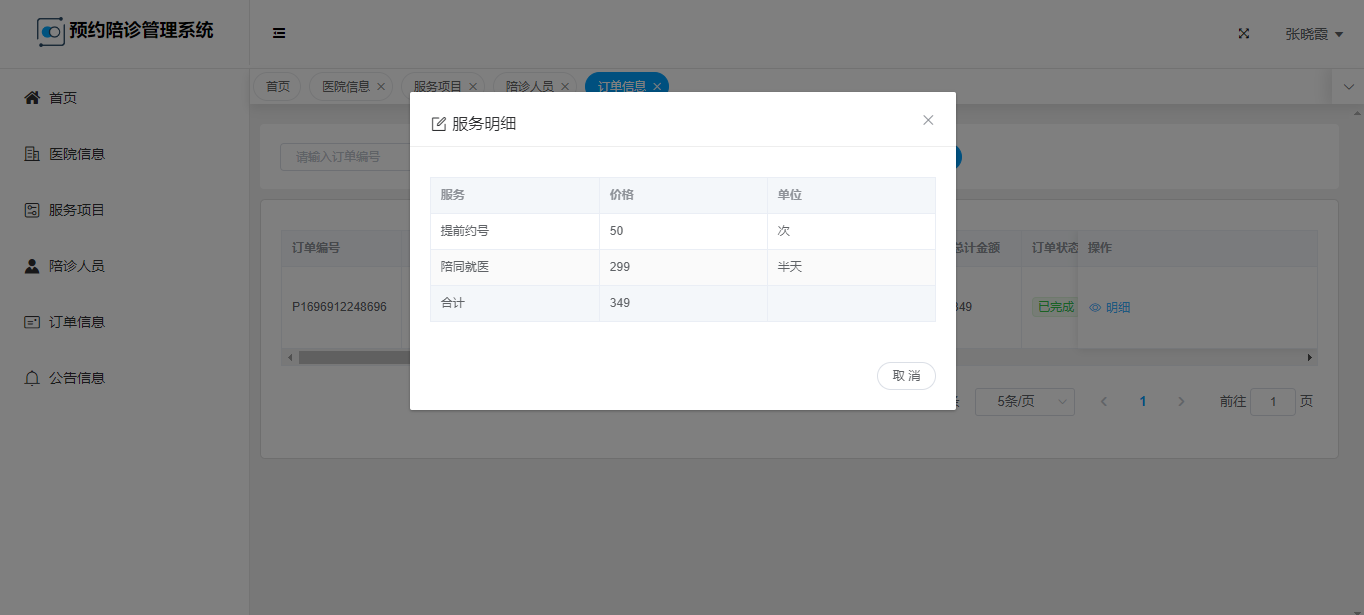 预约陪诊管理系统
张晓霞
首页
医院信息
服务项目
陪诊人员
订单信息
首页
医院信息
服务项目
陪诊人员
订单信息
公告信息
请输入订单编号
订单编号
总计金额
订单状态
操作
P1696912248696
349
已完成
明细
5条/页
1
前往
1
页
服务明细
服务
价格
单位
提前约号
50
次
陪同就医
299
半天
合计
349
取 消